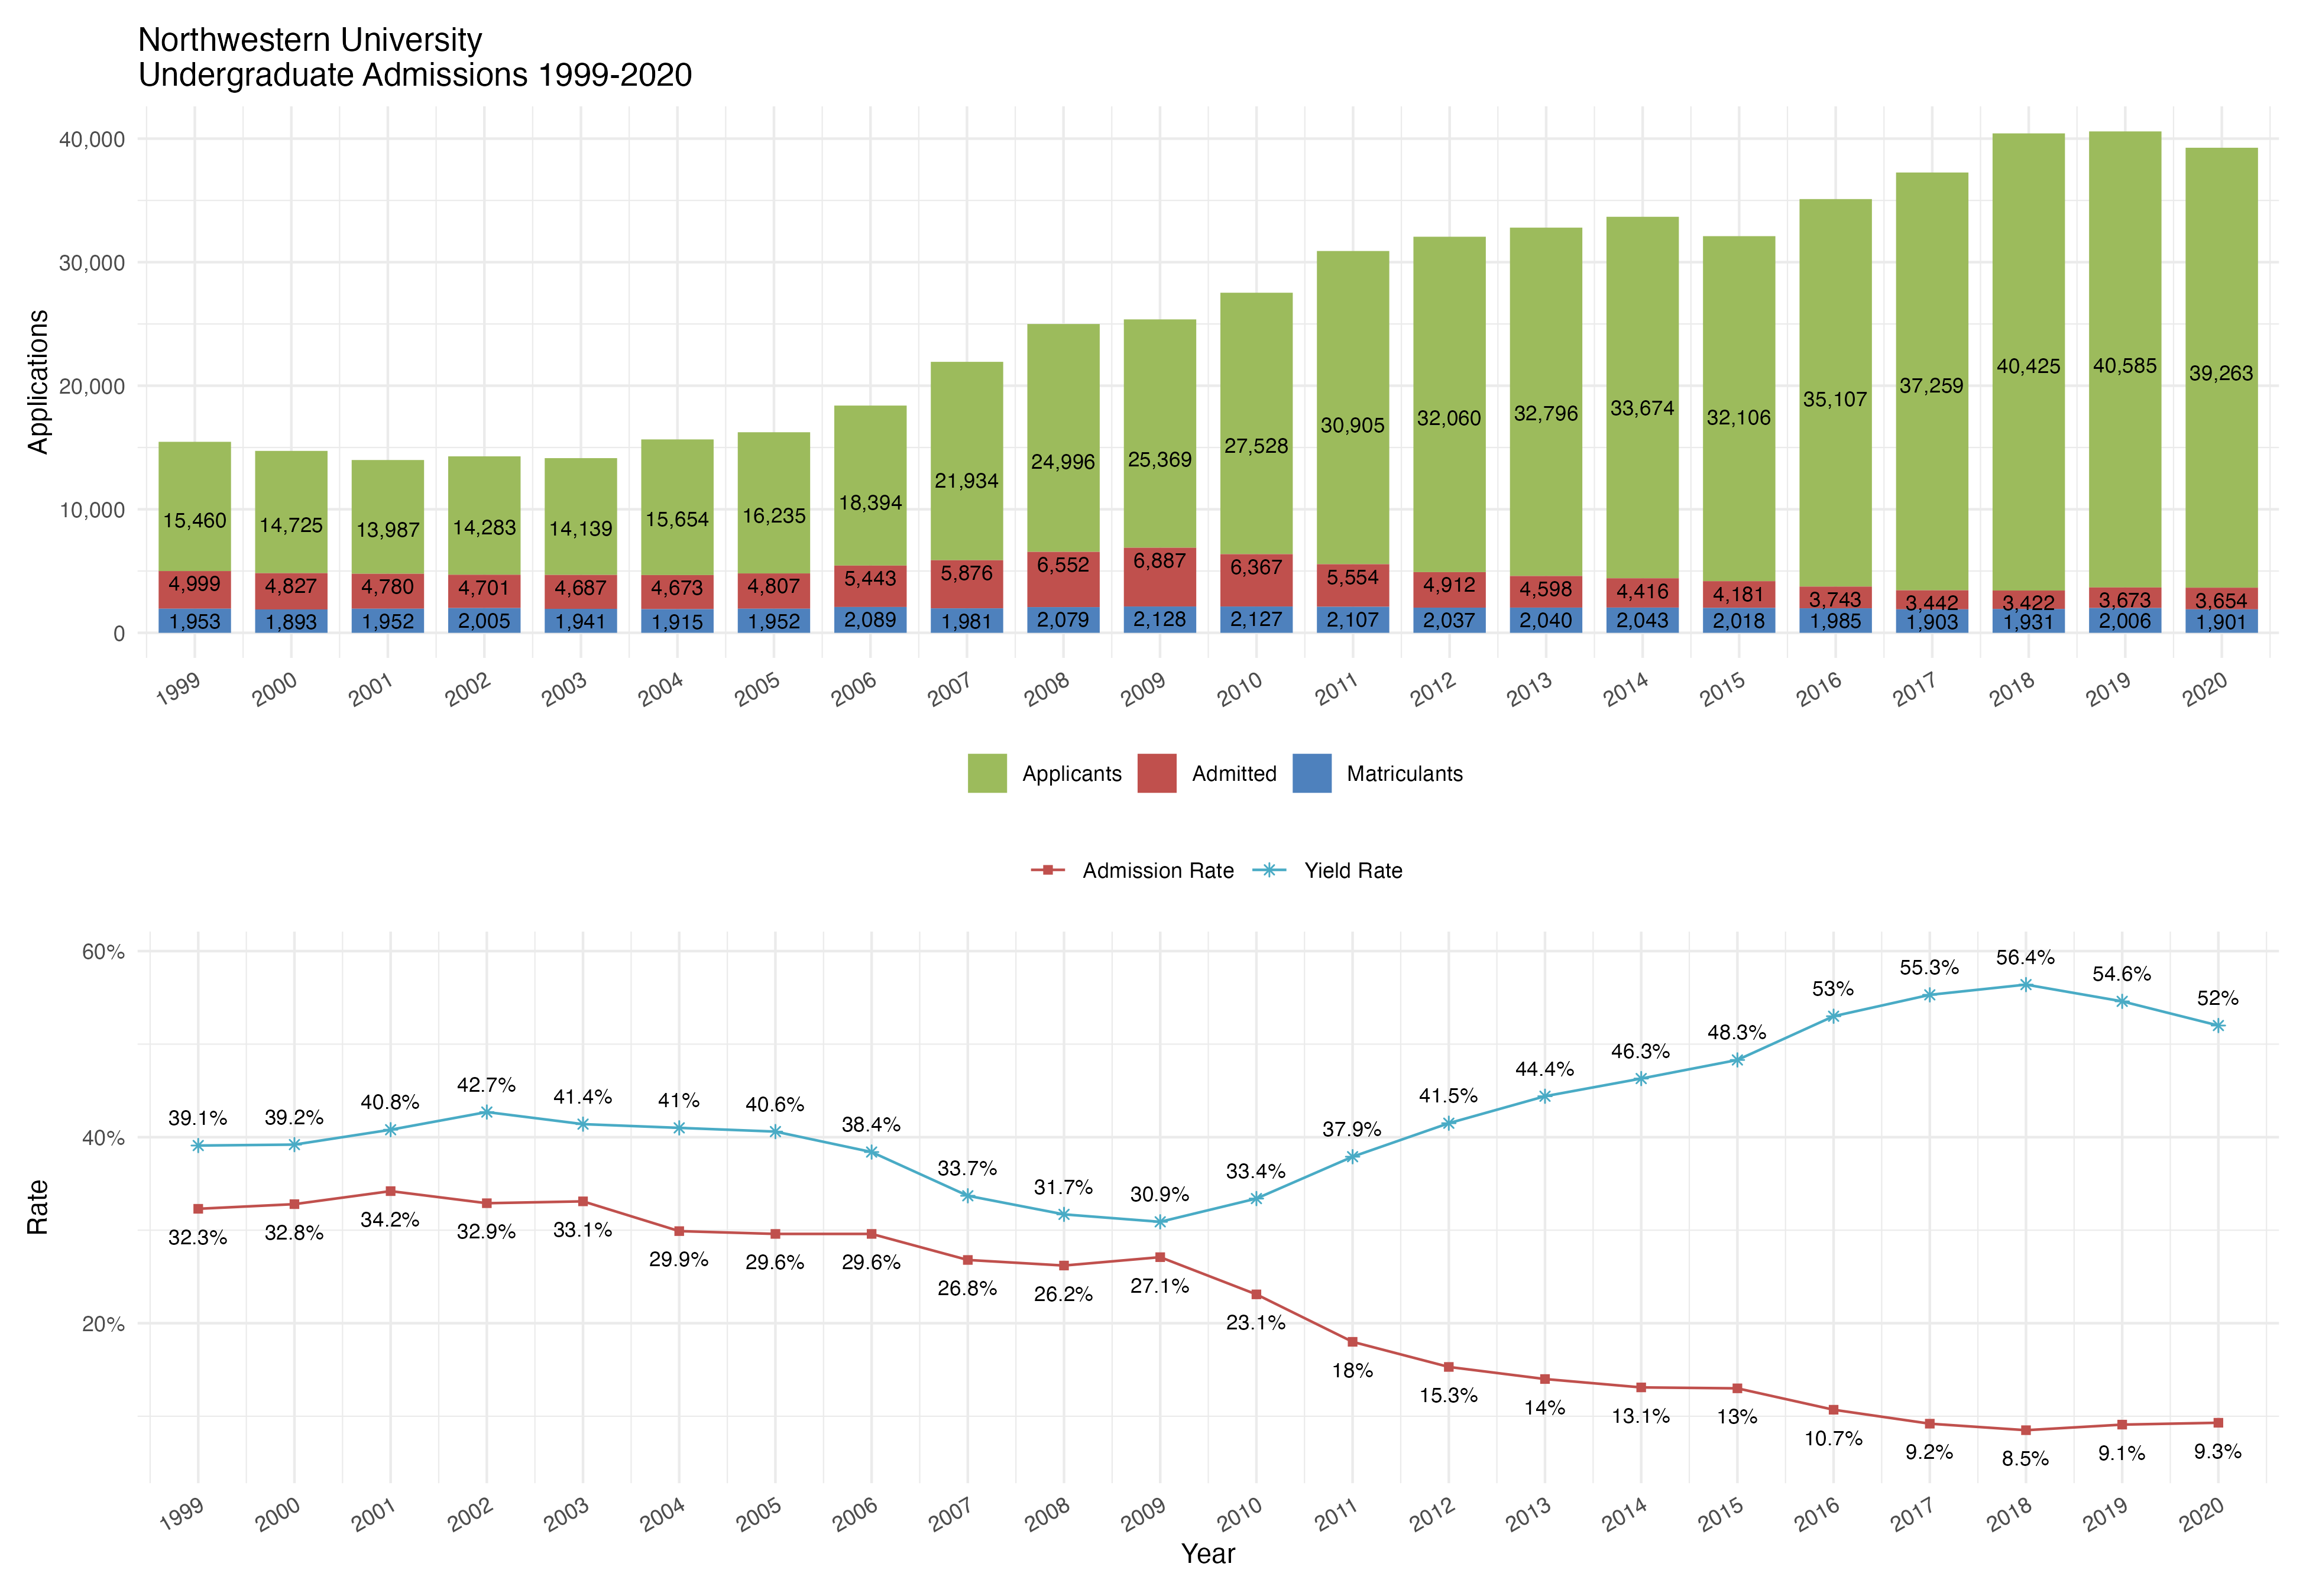 Northwestern University
Undergraduate Admissions 1999-2020
Applications
40,000
30,000
20,000
10,000
0
15,460 14,725 13,987 14,283 14,139 15,654 16,235 18,394 21,934 24,996 25,369 27,528 30,905 32,060 32,796 33,674 32,106 35,107 37,259 40,425 40,585 39,263
4,999 4,827 4,780 4,701 4,687 4,673 4,807 5,443 5,876 6,552 6,887 6,367 5,554 4,912 4,598 4,416 4,181 3,743 3,442 3,422 3,673 3,654
1,953 1,893 1,952 2,005 1,941 1,915 1,952 2,089 1,981 2,079 2,128 2,127 2,107 2,037 2,040 2,043 2,018 1,985 1,903 1,931 2,006 1,901
1999 2000 2001 2002 2003 2004 2005 2006 2007 2008 2009 2010 2011 2012 2013 2014 2015 2016 2017 2018 2019 2020
Applicants Admitted Matriculants
Admission Rate Yield Rate
Rate
60%
40%
20%
39.1% 39.2% 40.8% 42.7% 41.4% 41% 40.6% 38.4% 33.7% 31.7% 30.9% 33.4% 37.9% 41.5% 44.4% 46.3% 48.3% 53% 55.3% 56.4% 54.6% 52%
32.3% 32.8% 34.2% 32.9% 33.1% 29.9% 29.6% 29.6% 26.8% 26.2% 27.1% 23.1% 18% 15.3% 14% 13.1% 13% 10.7% 9.2% 8.5% 9.1% 9.3%
1999 2000 2001 2002 2003 2004 2005 2006 2007 2008 2009 2010 2011 2012 2013 2014 2015 2016 2017 2018 2019 2020
Year